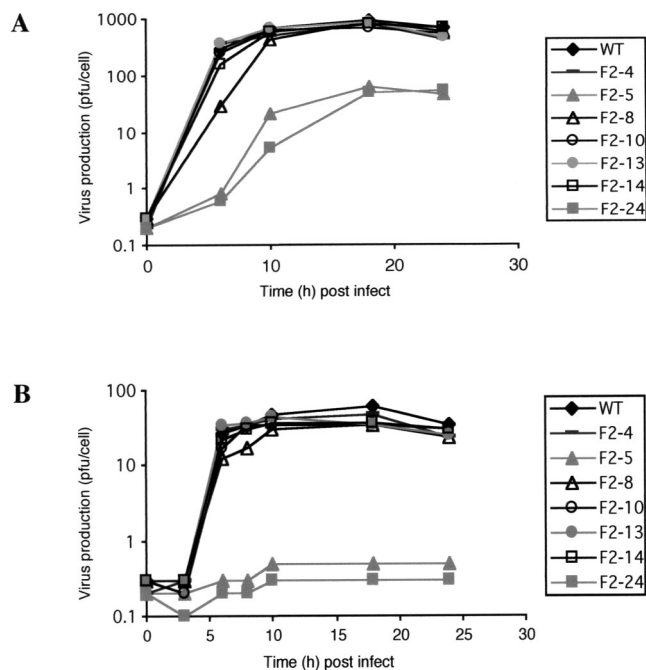 A
Virus production (pfu/cell)
1000
100
10
1
0.1
0
10
20
30
Time (h) post infect
WT
F2-4
F2-5
F2-8
F2-10
F2-13
F2-14
F2-24
B
Virus production (pfu/cell)
100
10
1
0.1
0
5
10
15
20
25
30
Time (h) post infect
WT
F2-4
F2-5
F2-8
F2-10
F2-13
F2-14
F2-24